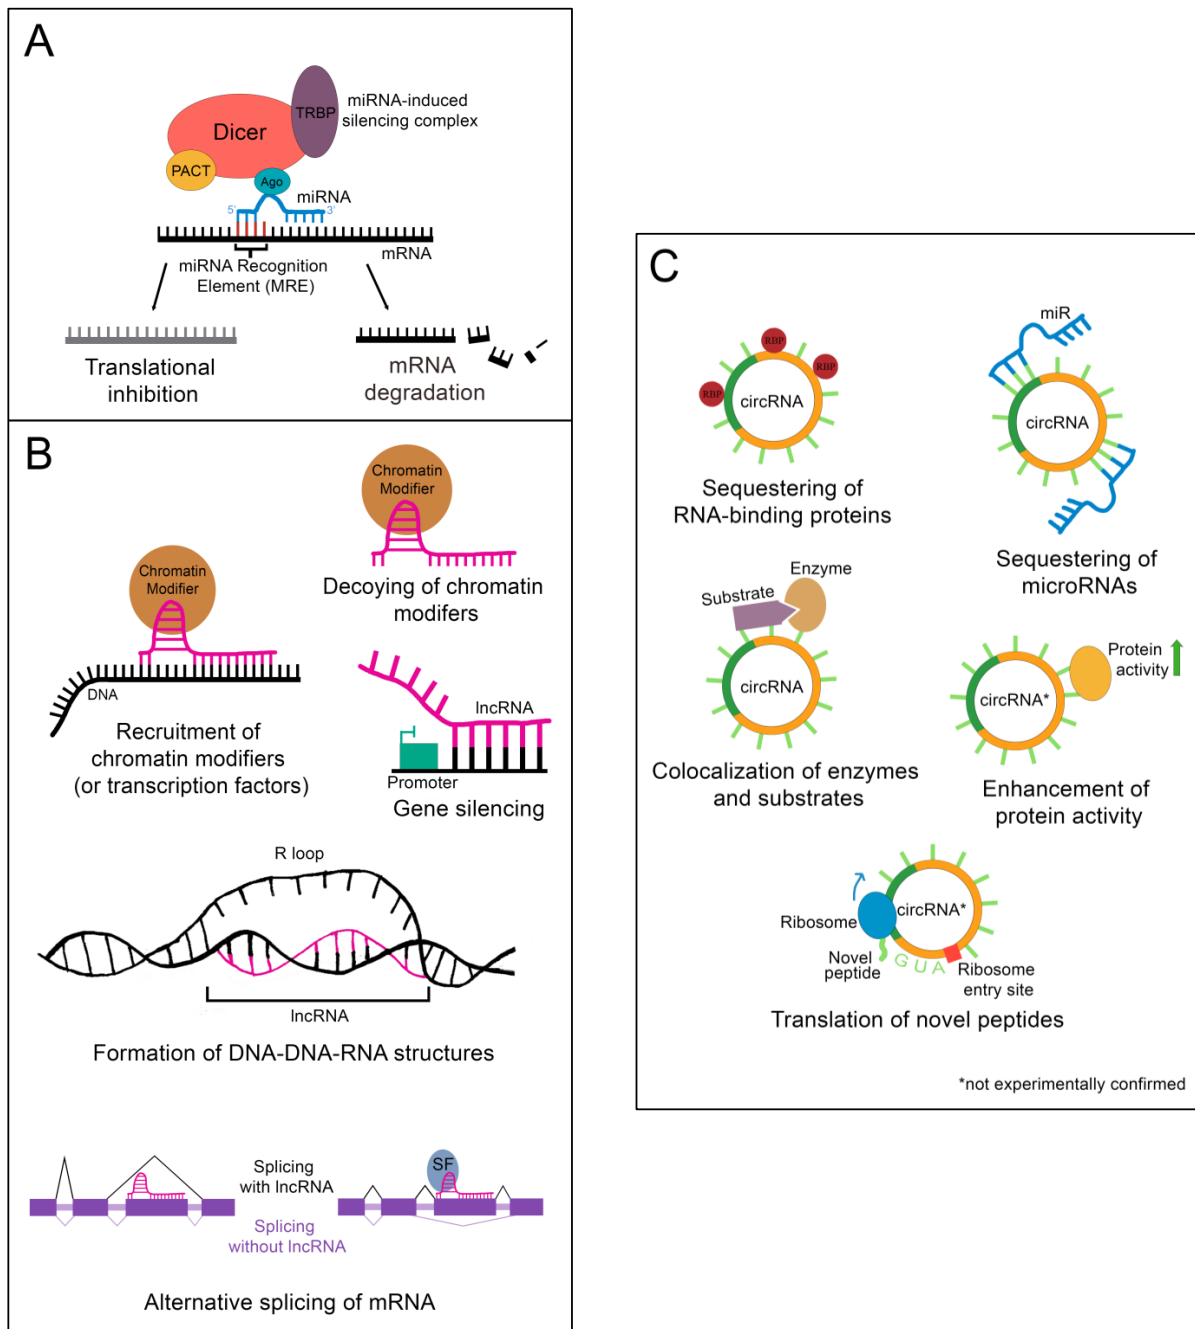 A
TRBP
miRNA-induced
silencing complex
Dicer
PACT
Ago
miRNA
5'
3'
mRNA
miRNA Recognition
Element (MRE)
Translational
inhibition
mRNA
degradation
B
Chromatin
Modifier
Decoying of chromatin
modifers
Chromatin
Modifier
DNA
Recruitment of
chromatin modifiers
(or transcription factors)
lncRNA
Promoter
Gene silencing
R loop
lncRNA
Formation of DNA-DNA-RNA structures
Splicing
with lncRNA
Splicing
without lncRNA
SF
Alternative splicing of mRNA
C
RBP
RBP
RBP
circRNA
Sequestering of
RNA-binding proteins
miR
circRNA
Sequestering of
microRNAs
Substrate
Enzyme
circRNA
Colocalization of enzymes
and substrates
Protein
activity
circRNA*
Enhancement of
protein activity
Ribosome
circRNA*
Novel
peptide
GUA
Ribosome
entry site
Translation of novel peptides
*not experimentally confirmed